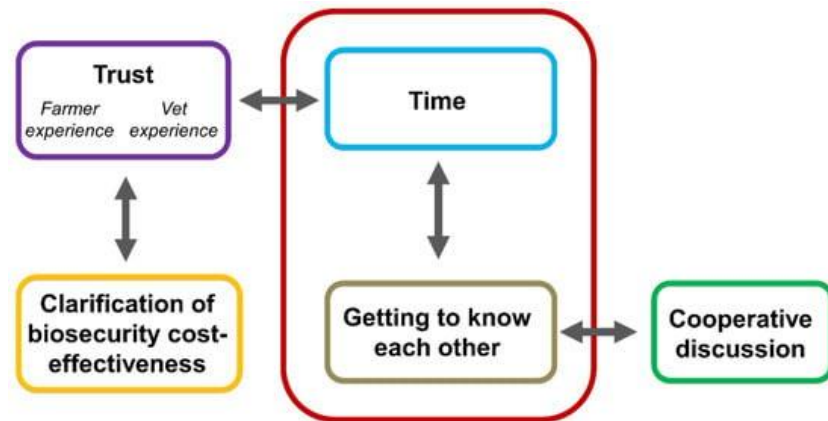 Trust
Farmer experience
Vet experience
Time
Clarification of
biosecurity cost-
effectiveness
Getting to know
each other
Cooperative
discussion